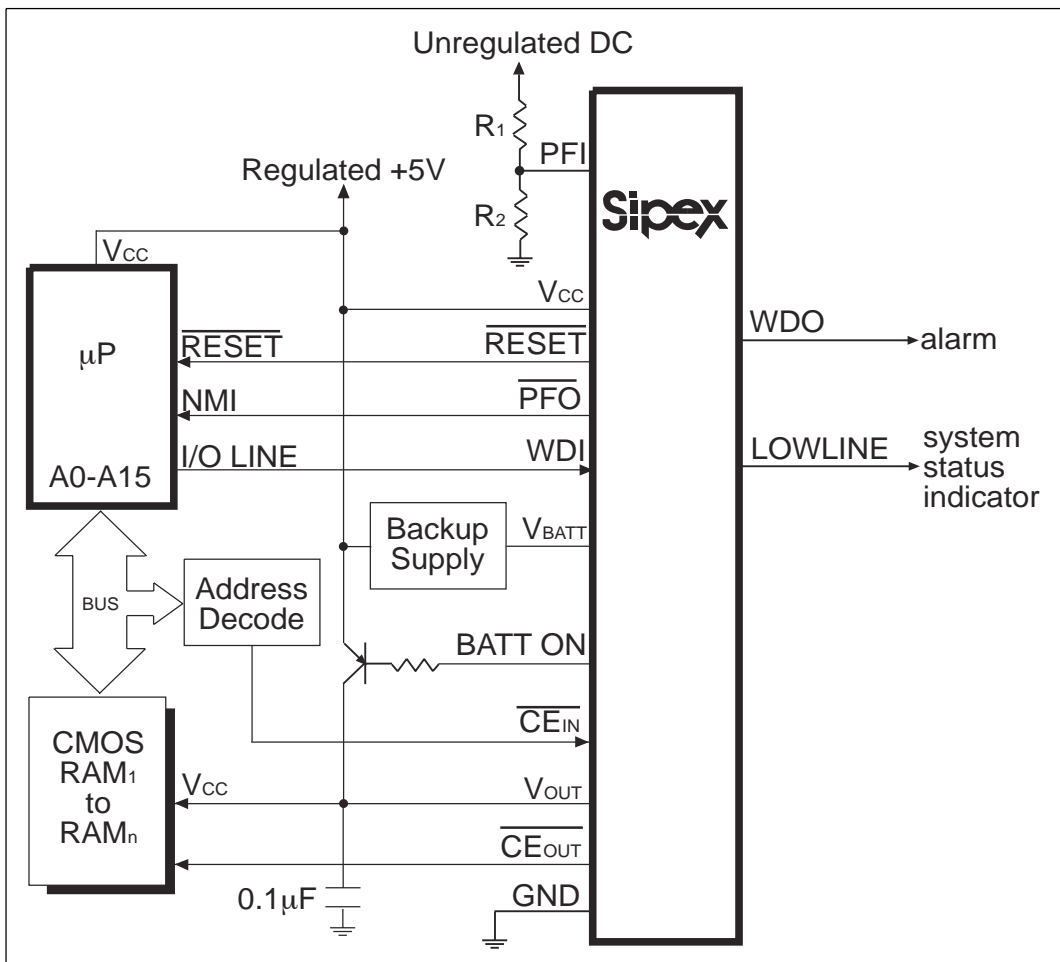 Unregulated DC
R1
PFI
Regulated +5V
R2
Sipex
VCC
VCC
μP
RESET
RESET
WDO
alarm
NMI
PFO
I/O LINE
WDI
A0-A15
LOWLINE
system
status
indicator
Backup
Supply
VBATT
BUS
Address
Decode
BATT ON
CEIN
CMOS
RAM1
to
RAMn
VCC
VOUT
CEOUT
0.1μF
GND